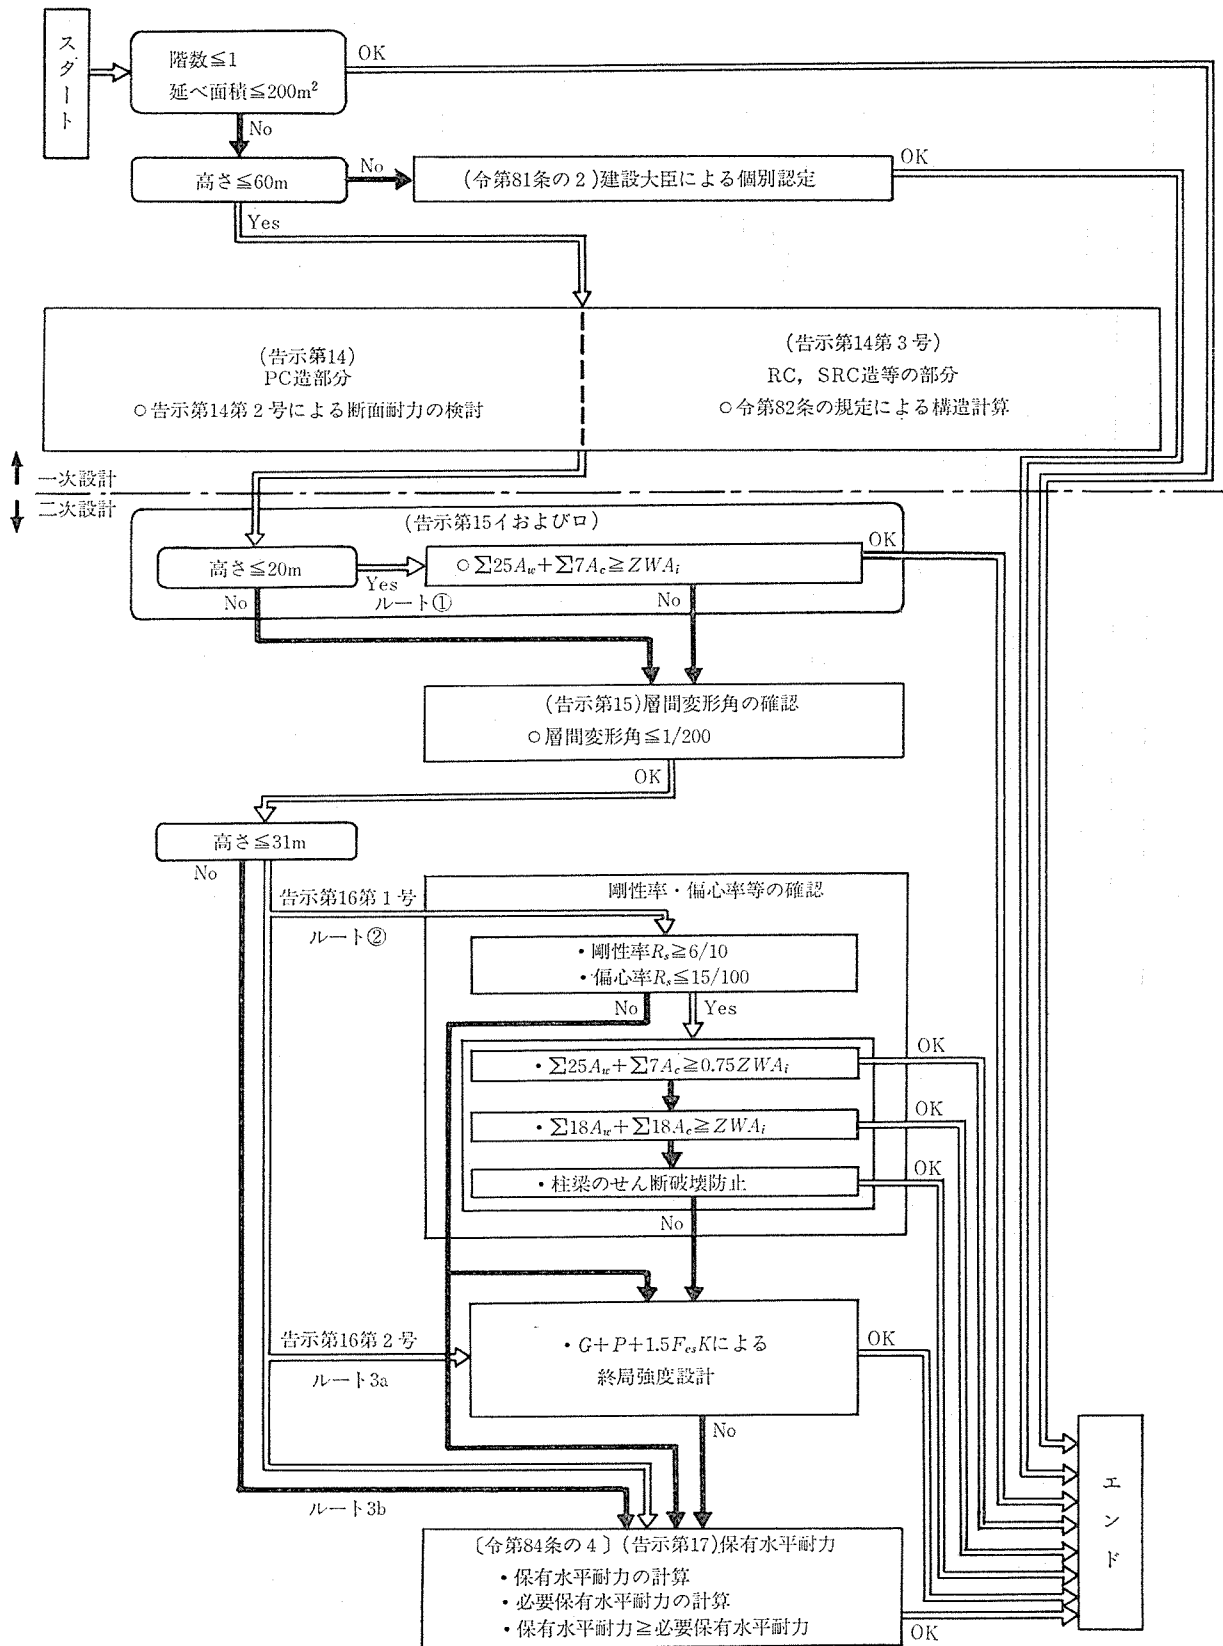 スタート
階数≦1
延べ面積≦200m²
OK
No
高さ≦60m
No
(令第81条の2)建設大臣による個別認定
OK
Yes
(告示第14)
PC造部分
○告示第14第2号による断面耐力の検討
(告示第14第3号)
RC, SRC造等の部分
○令第82条の規定による構造計算
一次設計
二次設計
(告示第15イおよびロ)
高さ≦20m
Yes
ルート①
○∑25Aw+∑7Ac≧ZWAi
OK
No
No
(告示第15)層間変形角の確認
○層間変形角≦1/200
OK
高さ≦31m
No
告示第16第1号
ルート②
剛性率・偏心率等の確認
・剛性率Rs≧6/10
・偏心率Rs≦15/100
No
Yes
・∑25Aw+∑7Ac≧0.75ZWAi
OK
・∑18Aw+∑18Ac≧ZWAi
OK
・柱梁のせん断破壊防止
OK
No
告示第16第2号
ルート3a
・G+P+1.5FesKによる
終局強度設計
OK
No
ルート3b
〔令第84条の4〕(告示第17)保有水平耐力
・保有水平耐力の計算
・必要保有水平耐力の計算
・保有水平耐力≧必要保有水平耐力
OK
エンド